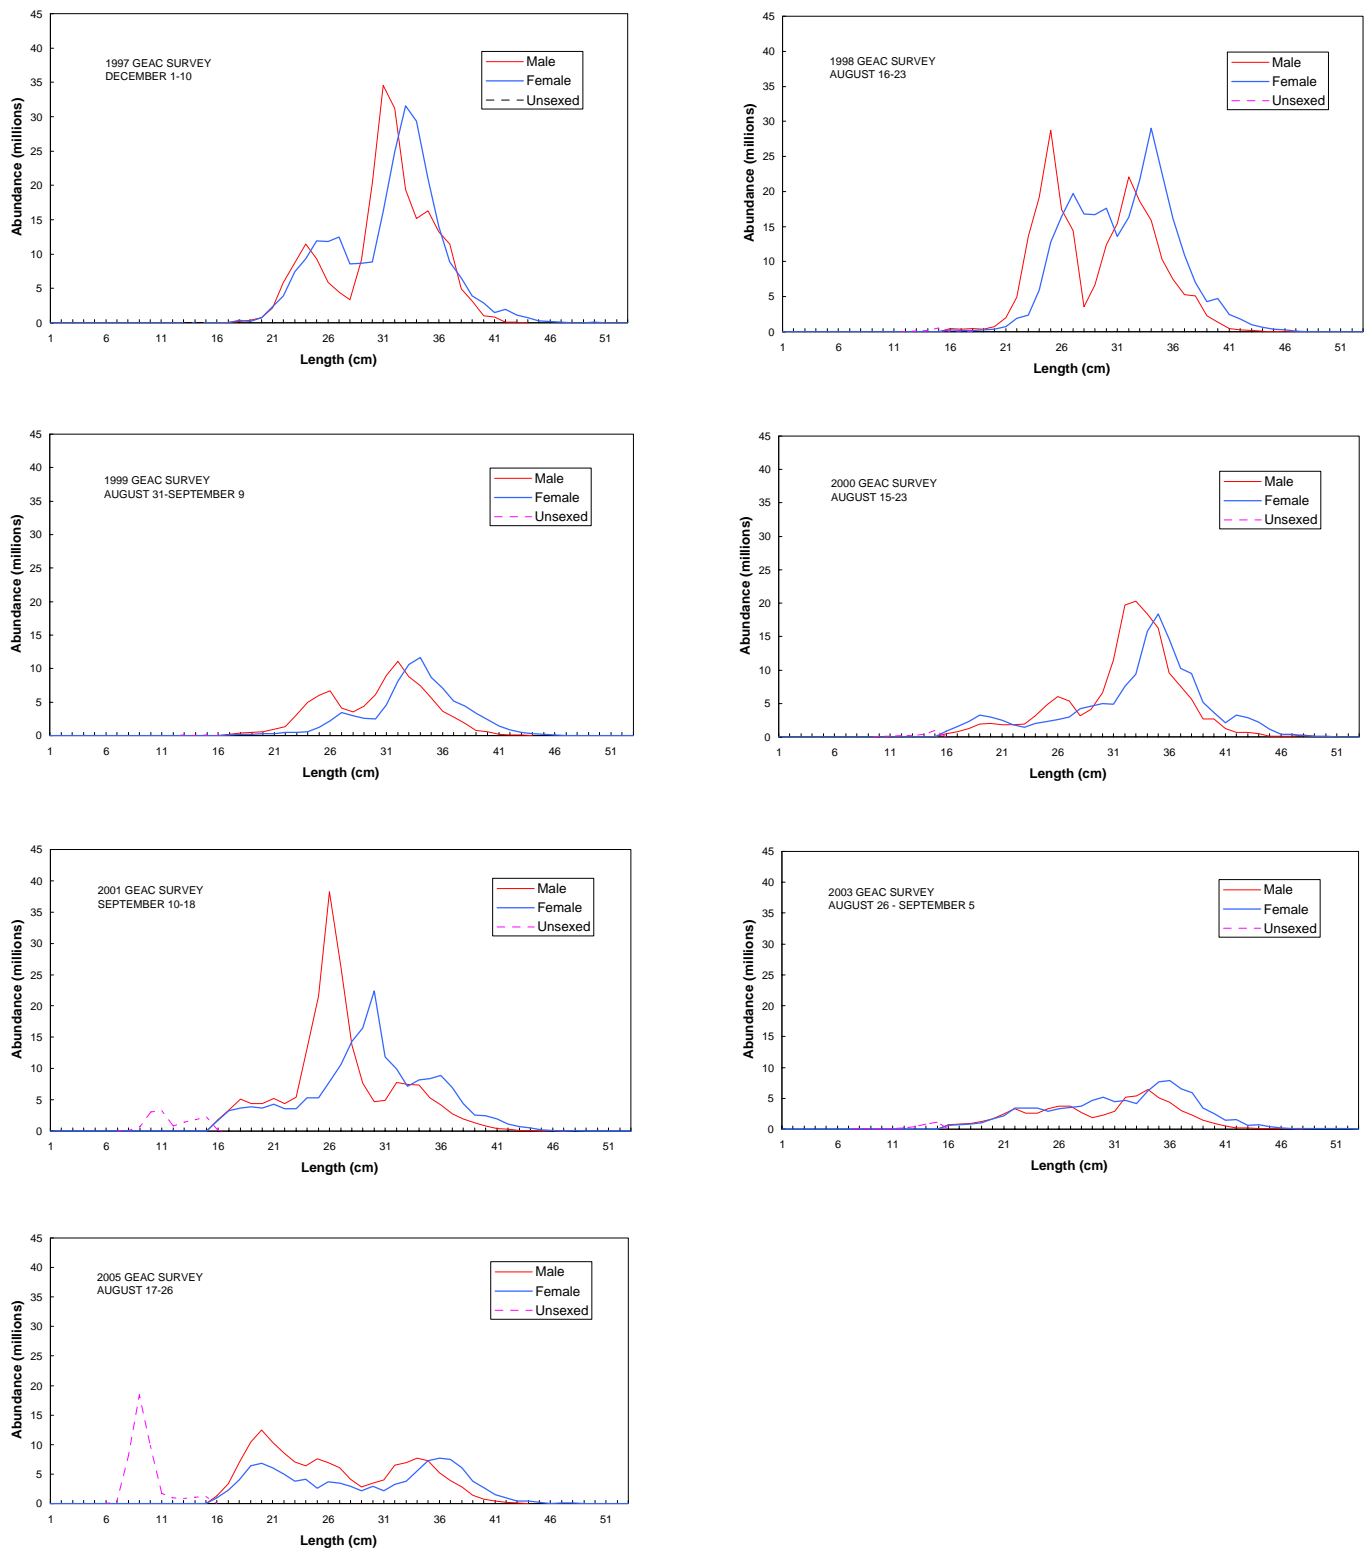 1997 GEAC SURVEY
DECEMBER 1-10
Male
Female
Unsexed
Abundance (millions)
45
40
35
30
25
20
15
10
5
0
1 6 11 16 21 26 31 36 41 46 51
Length (cm)
1998 GEAC SURVEY
AUGUST 16-23
Male
Female
Unsexed
Abundance (millions)
45
40
35
30
25
20
15
10
5
0
1 6 11 16 21 26 31 36 41 46 51
Length (cm)
1999 GEAC SURVEY
AUGUST 31-SEPTEMBER 9
Male
Female
Unsexed
Abundance (millions)
45
40
35
30
25
20
15
10
5
0
1 6 11 16 21 26 31 36 41 46 51
Length (cm)
2000 GEAC SURVEY
AUGUST 15-23
Male
Female
Unsexed
Abundance (millions)
45
40
35
30
25
20
15
10
5
0
1 6 11 16 21 26 31 36 41 46 51
Length (cm)
2001 GEAC SURVEY
SEPTEMBER 10-18
Male
Female
Unsexed
Abundance (millions)
45
40
35
30
25
20
15
10
5
0
1 6 11 16 21 26 31 36 41 46 51
Length (cm)
2003 GEAC SURVEY
AUGUST 26 - SEPTEMBER 5
Male
Female
Unsexed
Abundance (millions)
45
40
35
30
25
20
15
10
5
0
1 6 11 16 21 26 31 36 41 46 51
Length (cm)
2005 GEAC SURVEY
AUGUST 17-26
Male
Female
Unsexed
Abundance (millions)
45
40
35
30
25
20
15
10
5
0
1 6 11 16 21 26 31 36 41 46 51
Length (cm)